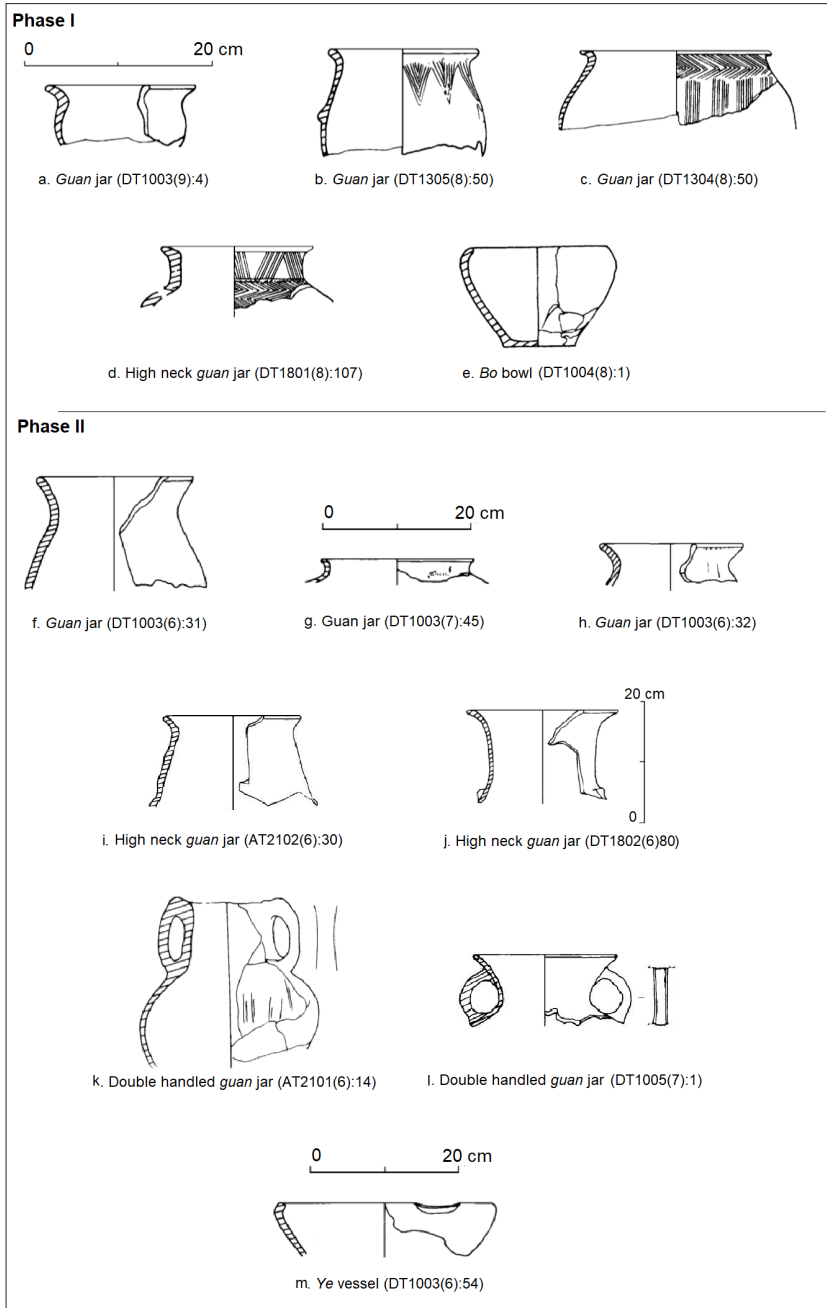 Phase I
0 20 cm
a. Guan jar (DT1003(9):4)
b. Guan jar (DT1305(8):50)
c. Guan jar (DT1304(8):50)
d. High neck guan jar (DT1801(8):107)
e. Bo bowl (DT1004(8):1)
Phase II
0 20 cm
f. Guan jar (DT1003(6):31)
g. Guan jar (DT1003(7):45)
h. Guan jar (DT1003(6):32)
20 cm
0
i. High neck guan jar (AT2102(6):30)
j. High neck guan jar (DT1802(6)80)
k. Double handled guan jar (AT2101(6):14)
l. Double handled guan jar (DT1005(7):1)
0 20 cm
m. Ye vessel (DT1003(6):54)